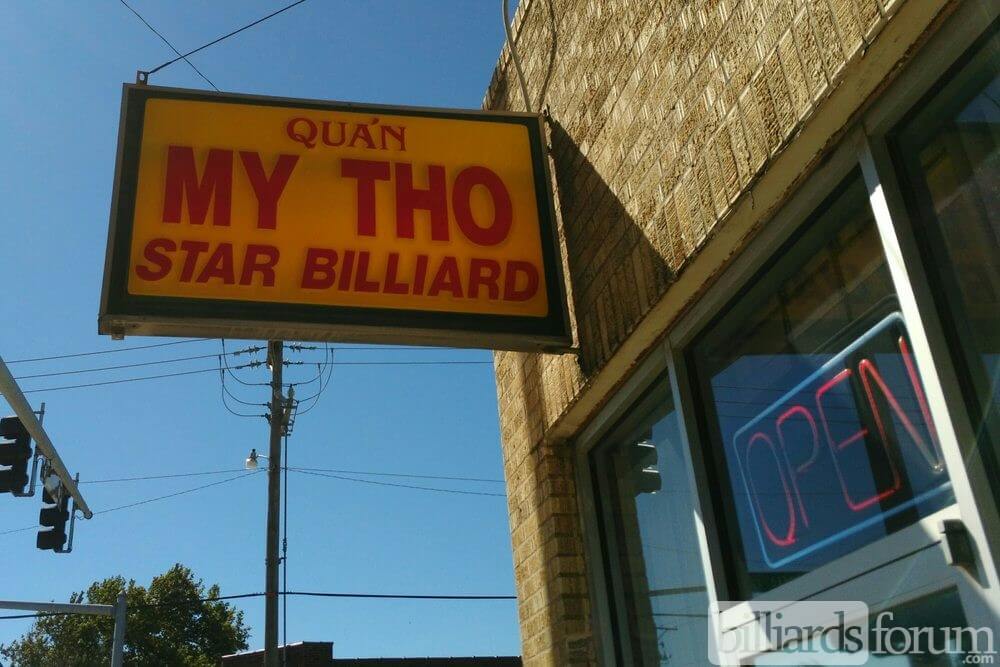 QUÁN
MY THO
STAR BILLIARD
OPEN
billiardsforum
.com